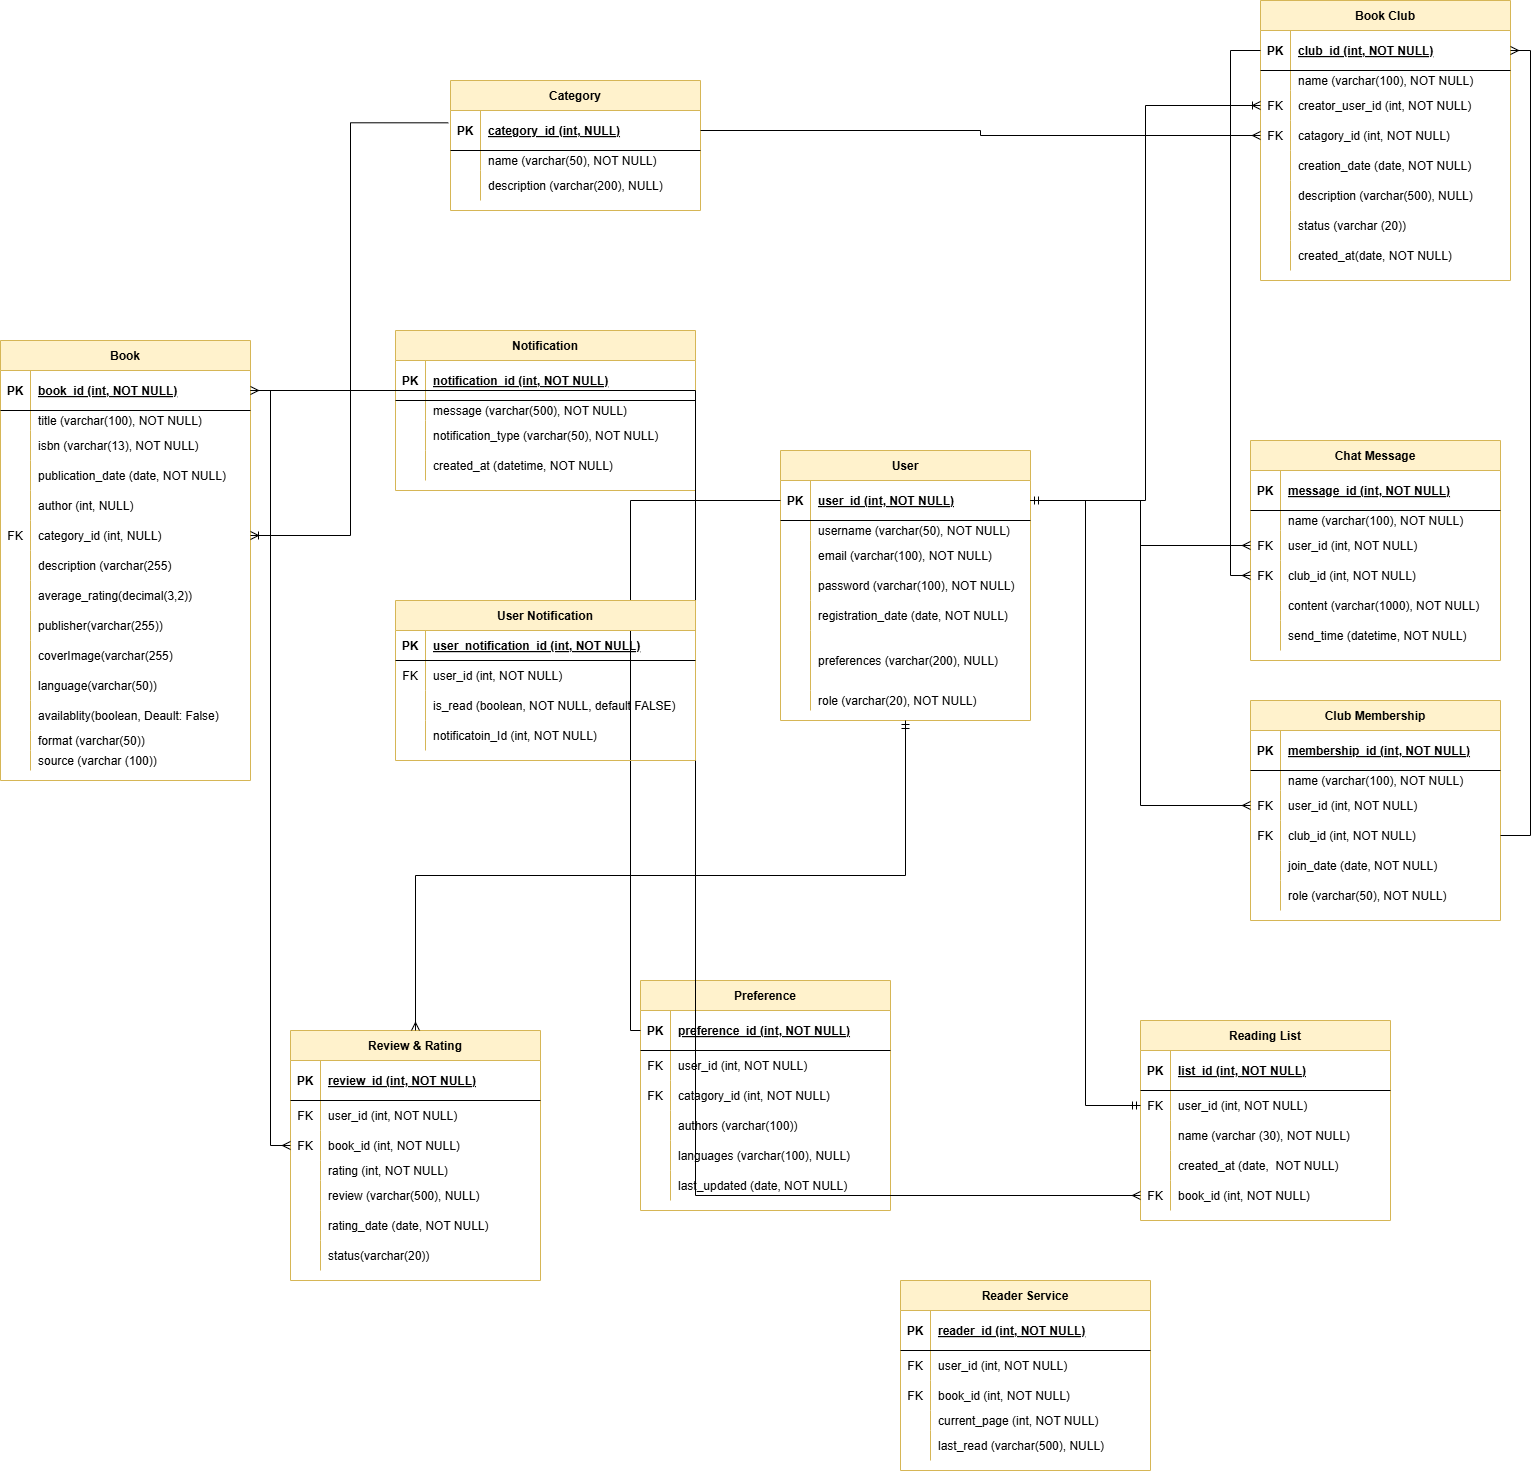 Book Club
PK club_id (int, NOT NULL)
name (varchar(100), NOT NULL)
FK creator_user_id (int, NOT NULL)
FK catagory_id (int, NOT NULL)
creation_date (date, NOT NULL)
description (varchar(500), NULL)
status (varchar (20))
created_at(date, NOT NULL)
Category
PK category_id (int, NULL)
name (varchar(50), NOT NULL)
description (varchar(200), NULL)
Book
PK book_id (int, NOT NULL)
title (varchar(100), NOT NULL)
isbn (varchar(13), NOT NULL)
publication_date (date, NOT NULL)
author (int, NULL)
FK category_id (int, NULL)
description (varchar(255)
average_rating(decimal(3,2))
publisher(varchar(255))
coverImage(varchar(255)
language(varchar(50))
availablity(boolean, Deault: False)
format (varchar(50))
source (varchar (100))
Notification
PK notification_id (int, NOT NULL)
message (varchar(500), NOT NULL)
notification_type (varchar(50), NOT NULL)
created_at (datetime, NOT NULL)
User
PK user_id (int, NOT NULL)
username (varchar(50), NOT NULL)
email (varchar(100), NOT NULL)
password (varchar(100), NOT NULL)
registration_date (date, NOT NULL)
preferences (varchar(200), NULL)
role (varchar(20), NOT NULL)
Chat Message
PK message_id (int, NOT NULL)
name (varchar(100), NOT NULL)
FK user_id (int, NOT NULL)
FK club_id (int, NOT NULL)
content (varchar(1000), NOT NULL)
send_time (datetime, NOT NULL)
User Notification
PK user_notification_id (int, NOT NULL)
FK user_id (int, NOT NULL)
is_read (boolean, NOT NULL, default FALSE)
notificatoin_Id (int, NOT NULL)
Club Membership
PK membership_id (int, NOT NULL)
name (varchar(100), NOT NULL)
FK user_id (int, NOT NULL)
FK club_id (int, NOT NULL)
join_date (date, NOT NULL)
role (varchar(50), NOT NULL)
Review & Rating
PK review_id (int, NOT NULL)
FK user_id (int, NOT NULL)
FK book_id (int, NOT NULL)
rating (int, NOT NULL)
review (varchar(500), NULL)
rating_date (date, NOT NULL)
status(varchar(20))
Preference
PK preference_id (int, NOT NULL)
FK user_id (int, NOT NULL)
FK catagory_id (int, NOT NULL)
authors (varchar(100))
languages (varchar(100), NULL)
last_updated (date, NOT NULL)
Reading List
PK list_id (int, NOT NULL)
FK user_id (int, NOT NULL)
name (varchar (30), NOT NULL)
created_at (date, NOT NULL)
FK book_id (int, NOT NULL)
Reader Service
PK reader_id (int, NOT NULL)
FK user_id (int, NOT NULL)
FK book_id (int, NOT NULL)
current_page (int, NOT NULL)
last_read (varchar(500), NULL)